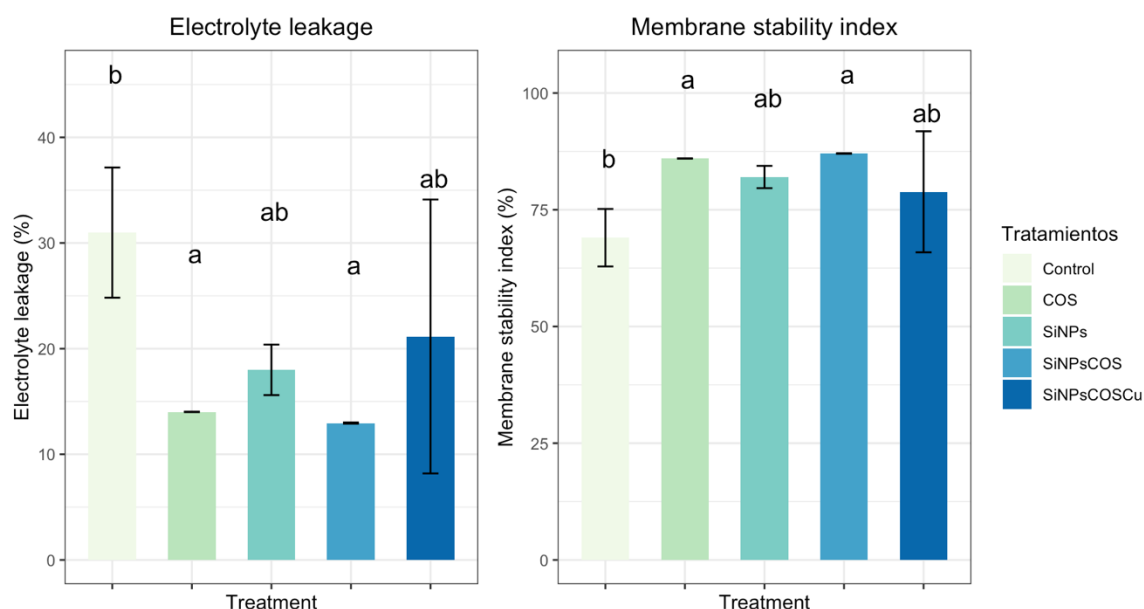 Electrolyte leakage
Electrolyte leakage (%)
40
30
20
10
0
b
a
ab
a
ab
Treatment
Membrane stability index
Membrane stability index (%)
100
75
50
25
0
b
a
ab
a
ab
Treatment
Tratamientos
Control
COS
SiNPs
SiNPsCOS
SiNPsCOSCu